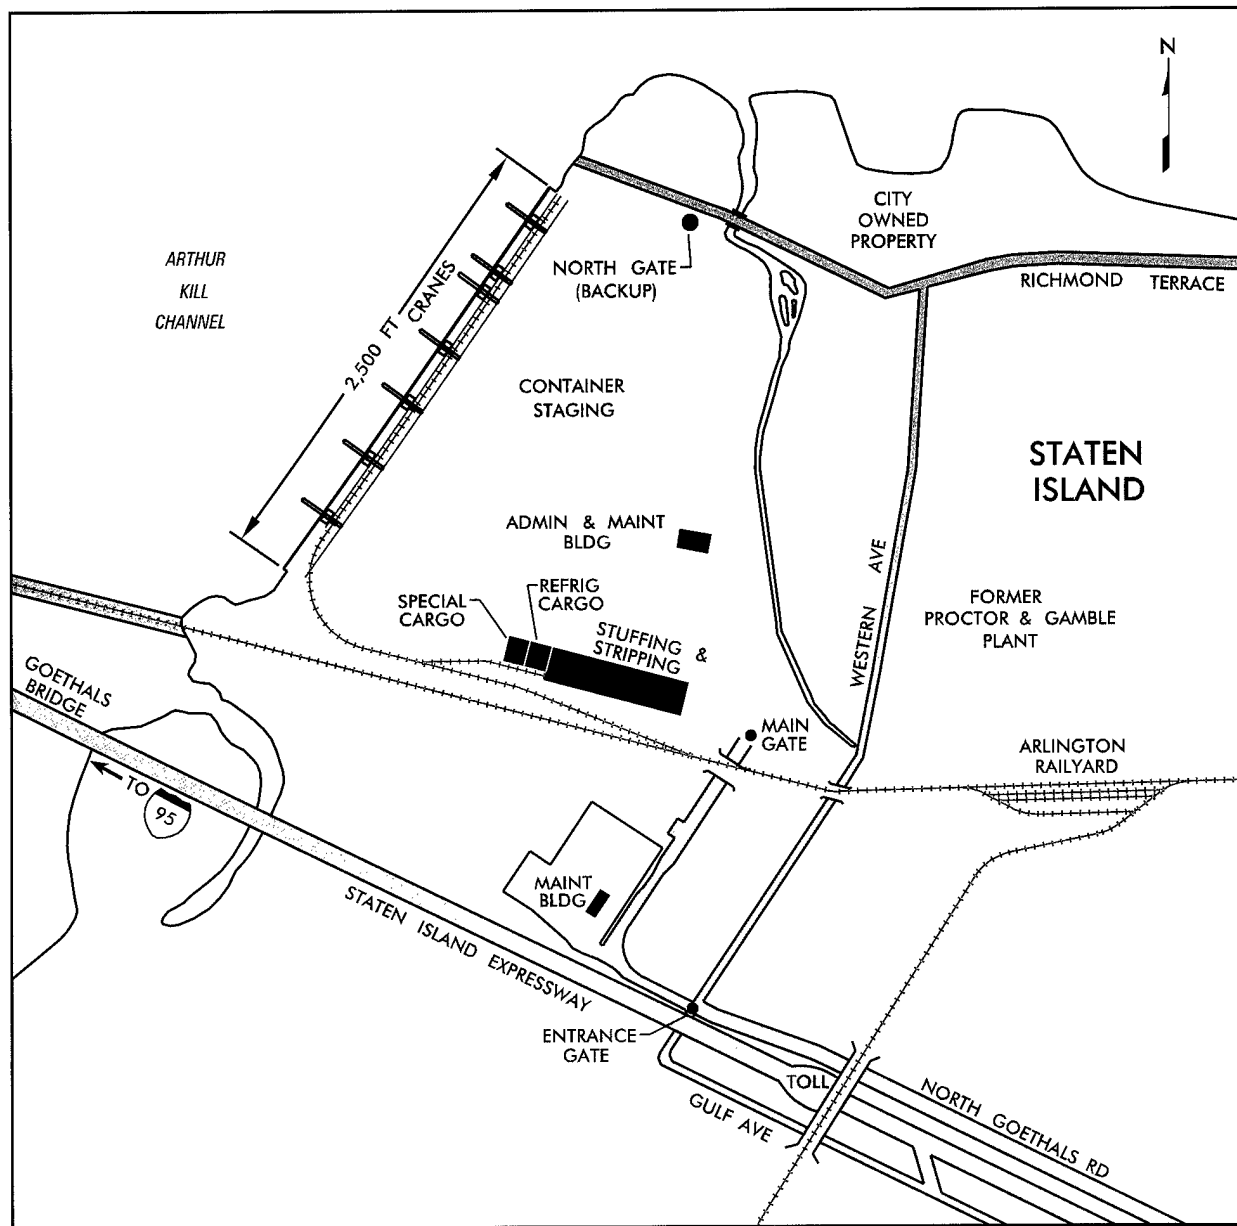 N
CITY
OWNED
PROPERTY
ARTHUR
KILL
CHANNEL
2,500 FT
CRANES
NORTH GATE
(BACKUP)
RICHMOND TERRACE
CONTAINER
STAGING
STATEN
ISLAND
ADMIN & MAINT
BLDG
WESTERN AVE
REFRIG
CARGO
SPECIAL
CARGO
STUFFING &
STRIPPING
FORMER
PROCTOR & GAMBLE
PLANT
GOETHALS
BRIDGE
MAIN
GATE
ARLINGTON
RAILYARD
TO
95
MAINT
BLDG
STATEN ISLAND EXPRESSWAY
ENTRANCE
GATE
TOLL
GULF AVE
NORTH GOETHALS RD